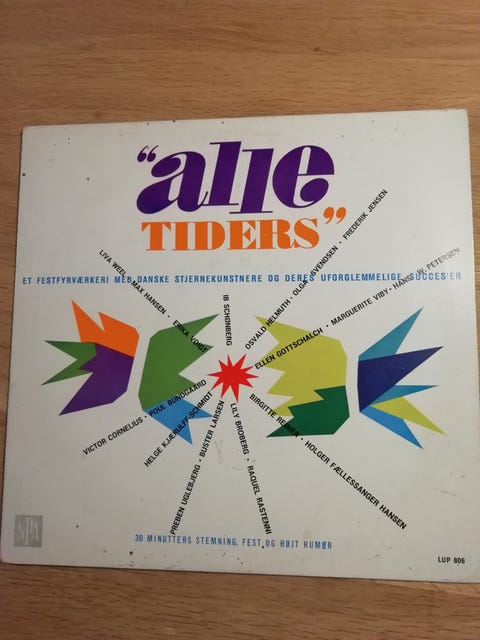 "alle
TIDERS"
ET FESTFYRVÆRKERI MED DANSKE STJERNEKUNSTNERE OG DERES UFORGLEMMELIGE SUCCES'ER
LIVA WEEL · MAX HANSEN · ERIKA VOIGT
IB SCHØNBERG
OSVALD HELMUTH · OLGA SVENDSEN · FREDERIK JENSEN
ELLEN GOTTSCHALCH · MARGUERITE VIBY · HANS W. PETERSEN
VICTOR CORNELIUS · POUL BUNDGAARD
HELGE KJÆRULFF-SCHMIDT
PREBEN UGLEBJERG · BUSTER LARSEN
LILY BROBERG · RAQUEL RASTENNI
BIRGITTE REIMER · HOLGER FÆLLESSANGER HANSEN
30 MINUTTERS STEMNING, FEST OG HØJT HUMØR
NPA
LUP 806